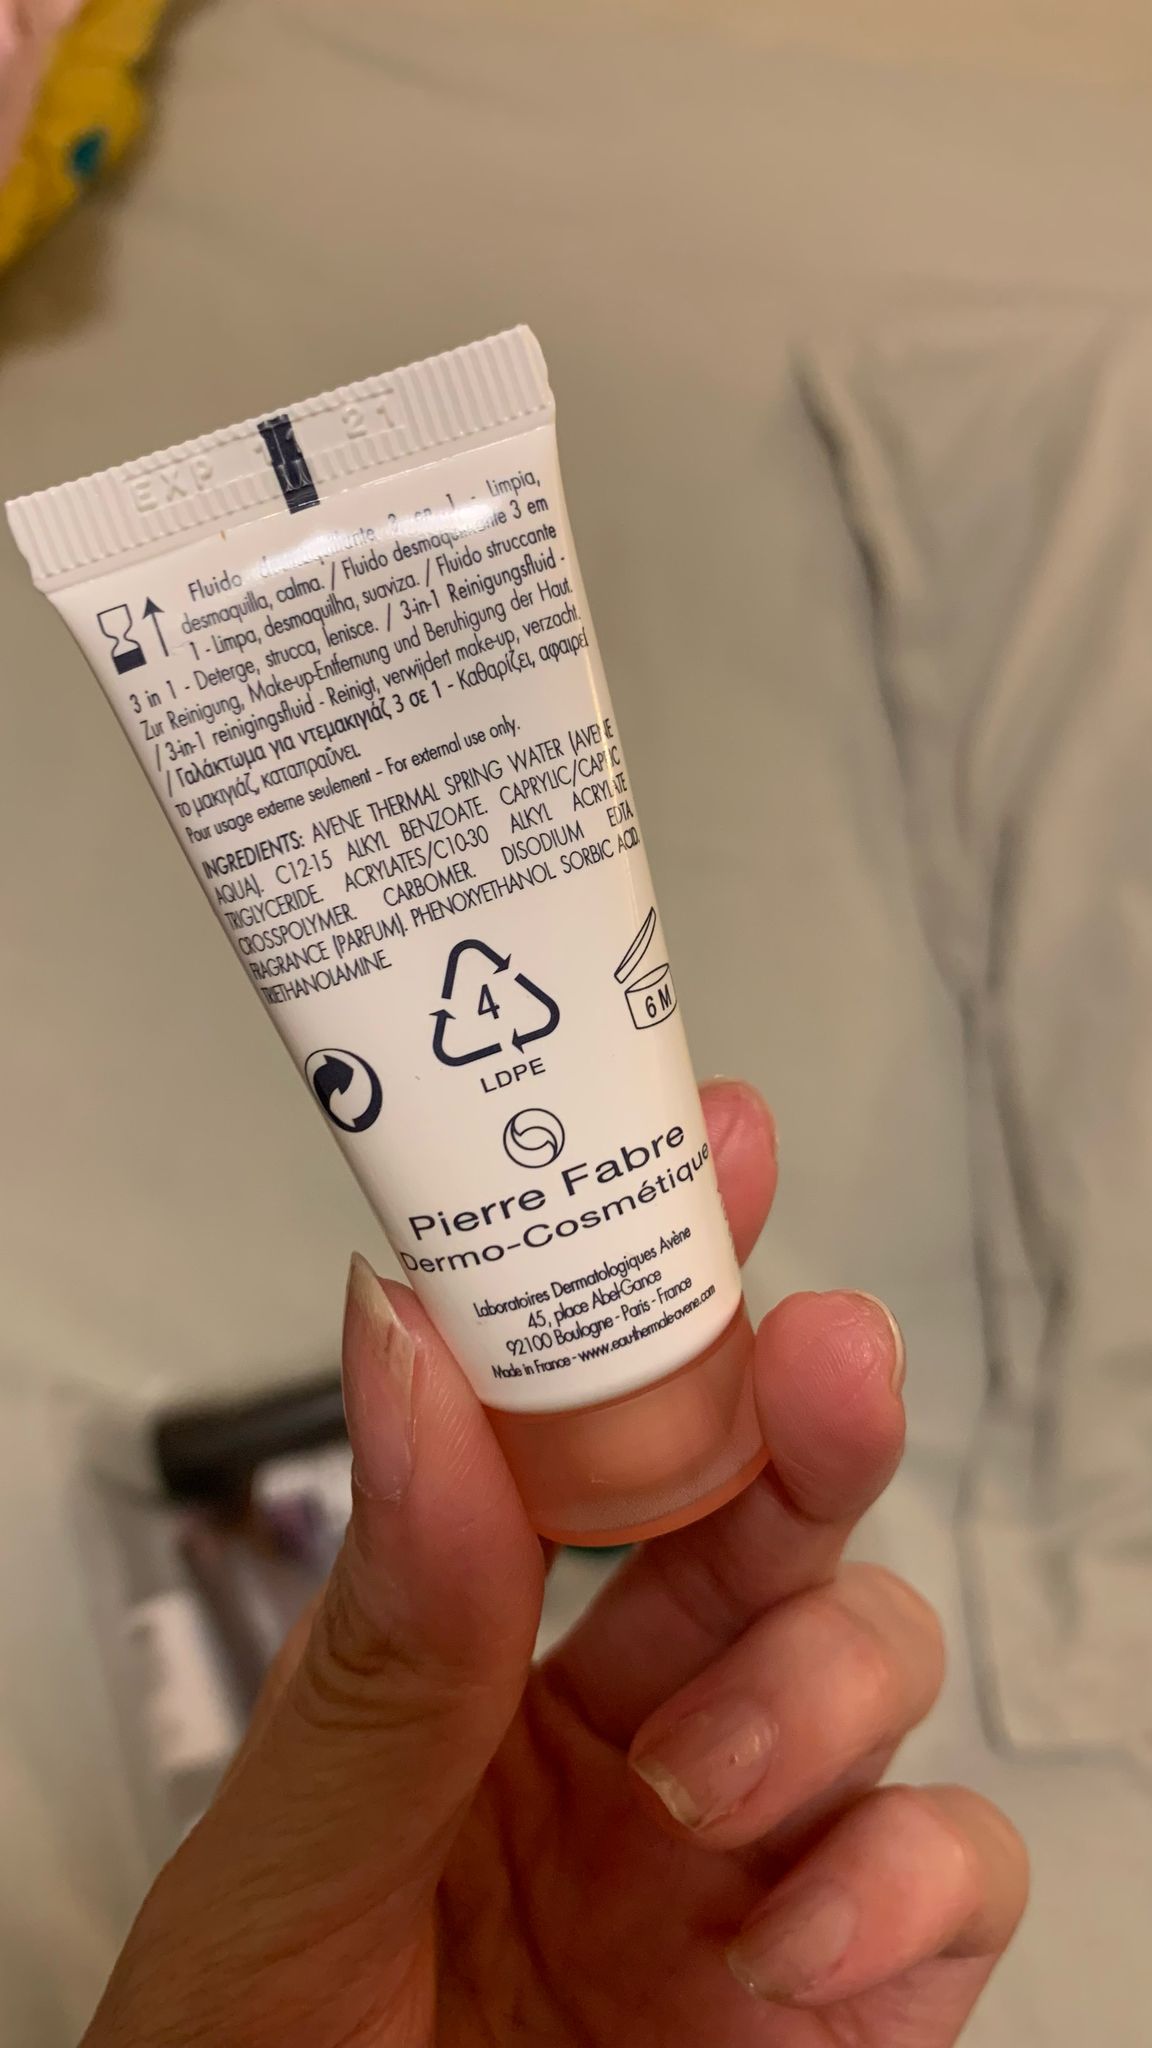 EXP 21
Fluido 1 - Limpia,
desmaquilla, calma. / Fluido desmaquilhante 3 em
1 - Limpa, desmaquilha, suaviza. / Fluido struccante
3 in 1 - Deterge, strucca, lenisce. / 3-in-1 Reinigungsfluid -
Zur Reinigung, Make-up-Entfernung und Beruhigung der Haut.
/ 3-in-1 reinigingsfluid - Reinigt, verwijdert make-up, verzacht.
/ Γαλάκτωμα για ντεμακιγιάζ 3 σε 1 - Καθαρίζει, αφαιρεί
το μακιγιάζ, καταπραΰνει.
Pour usage externe seulement - For external use only.
INGREDIENTS: AVENE THERMAL SPRING WATER (AVENE
AQUA). C12-15 ALKYL BENZOATE. CAPRYLIC/CAPRIC
TRIGLYCERIDE. ACRYLATES/C10-30 ALKYL ACRYLATE
CROSSPOLYMER. CARBOMER. DISODIUM EDTA.
FRAGRANCE (PARFUM). PHENOXYETHANOL SORBIC ACID.
TRIETHANOLAMINE.
4
LDPE
6 M
Pierre Fabre
Dermo-Cosmétique
Laboratoires Dermatologiques Avène
45, place Abel-Gance
92100 Boulogne - Paris - France
Made in France - www.eau-thermale-avene.com